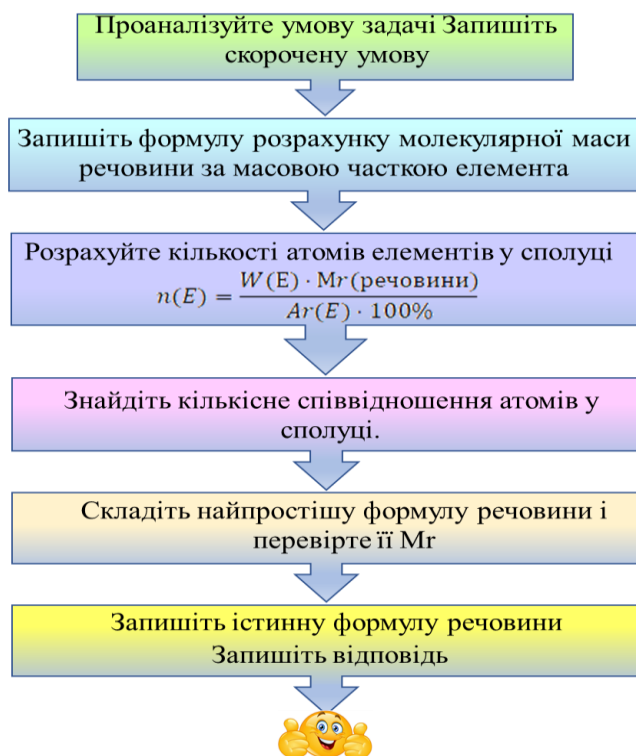 Проаналізуйте умову задачі Запишіть
скорочену умову
Запишіть формулу розрахунку молекулярної маси
речовини за масовою часткою елемента
Розрахуйте кількості атомів елементів у сполуці
n(E) = W(E) · Mr(речовини) / Ar(E) · 100%
Знайдіть кількісне співвідношення атомів у
сполуці.
Складіть найпростішу формулу речовини і
перевірте її Mr
Запишіть істинну формулу речовини
Запишіть відповідь